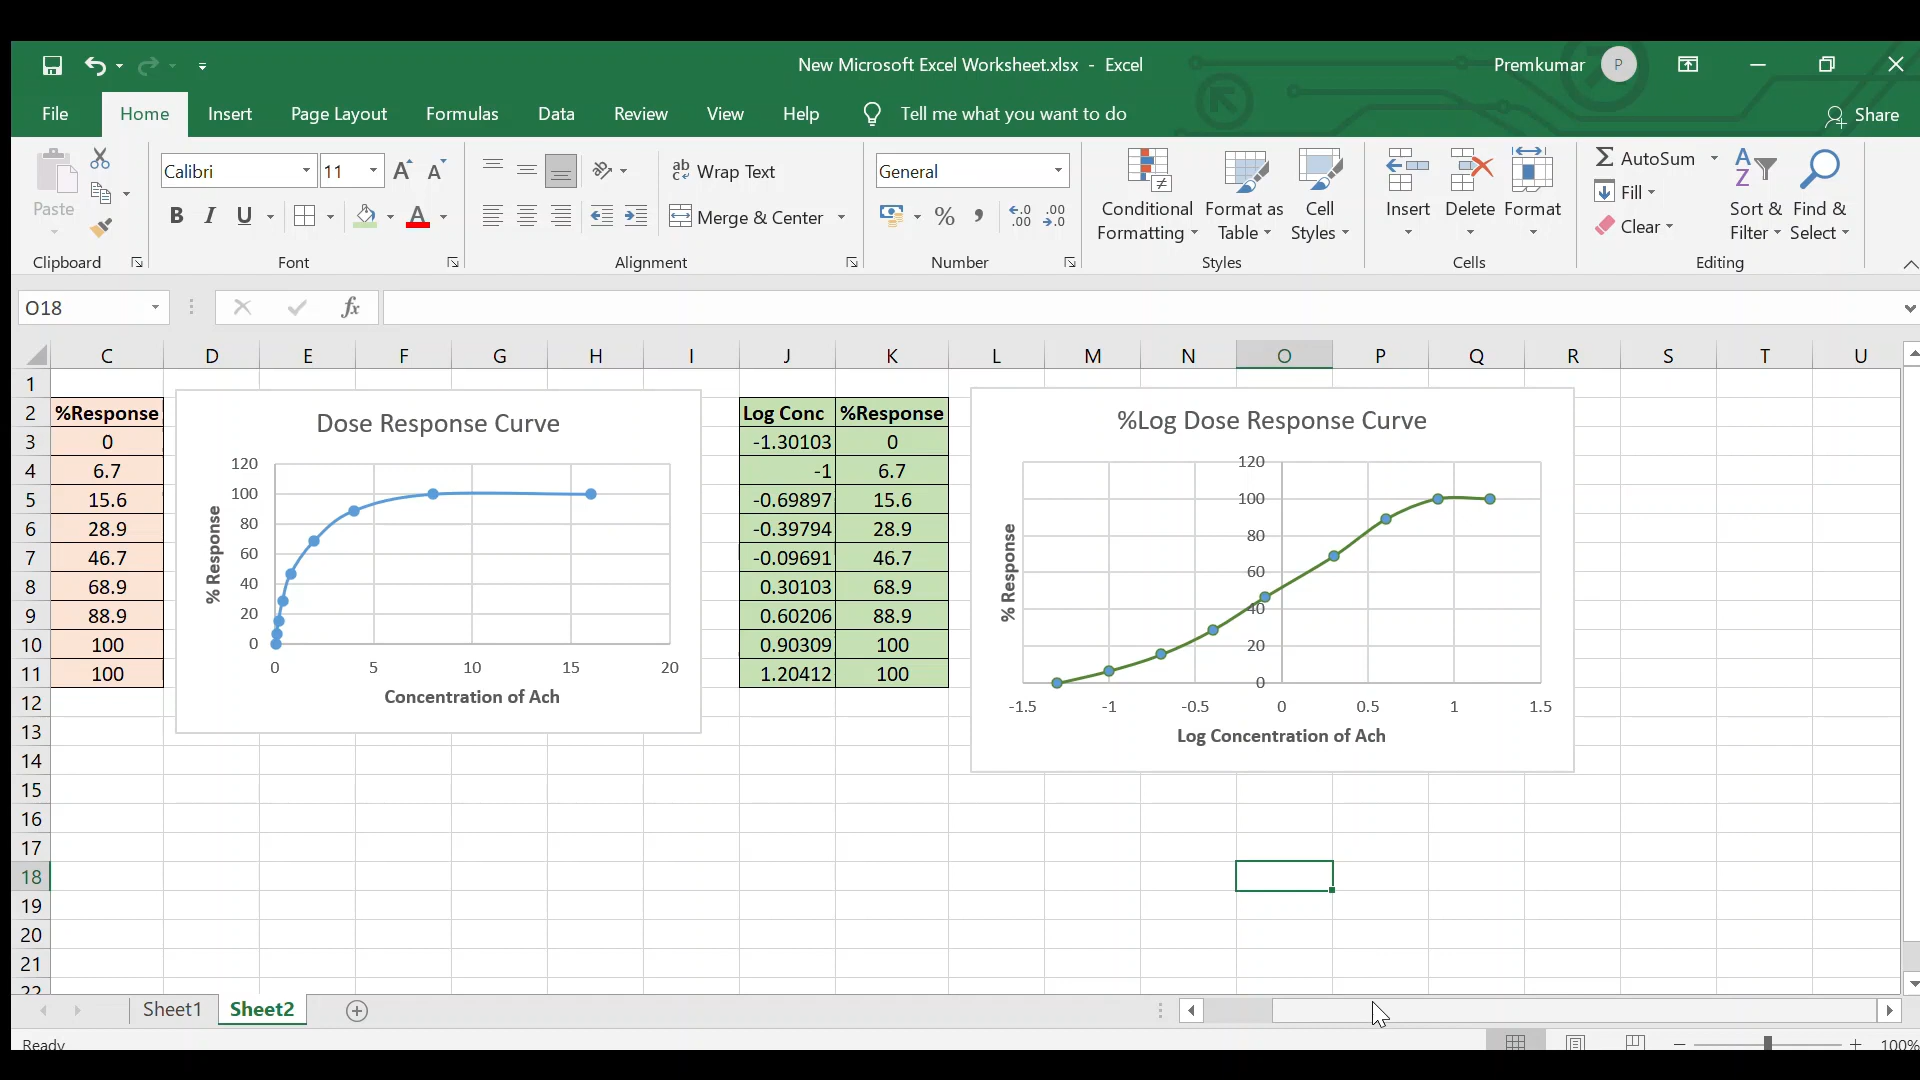 New Microsoft Excel Worksheet.xlsx - Excel
Premkumar P
File Home Insert Page Layout Formulas Data Review View Help Tell me what you want to do Share
Paste
Clipboard
Calibri 11
B I U
Font
Wrap Text
Merge & Center
Alignment
General
Number
Conditional Formatting
Format as Table
Cell Styles
Styles
Insert Delete Format
Cells
AutoSum
Fill
Clear
Sort & Filter
Find & Select
Editing
O18 fx
C D E F G H I J K L M N O P Q R S T U
1
2 %Response Log Conc %Response
3 0 -1.30103 0
4 6.7 -1 6.7
5 15.6 -0.69897 15.6
6 28.9 -0.39794 28.9
7 46.7 -0.09691 46.7
8 68.9 0.30103 68.9
9 88.9 0.60206 88.9
10 100 0.90309 100
11 100 1.20412 100
12
13
14
15
16
17
18
19
20
21
22
Dose Response Curve
120
100
80
60
40
20
0
% Response
0 5 10 15 20
Concentration of Ach
%Log Dose Response Curve
120
100
80
60
40
20
0
% Response
-1.5 -1 -0.5 0 0.5 1 1.5
Log Concentration of Ach
Sheet1 Sheet2
Ready
100%